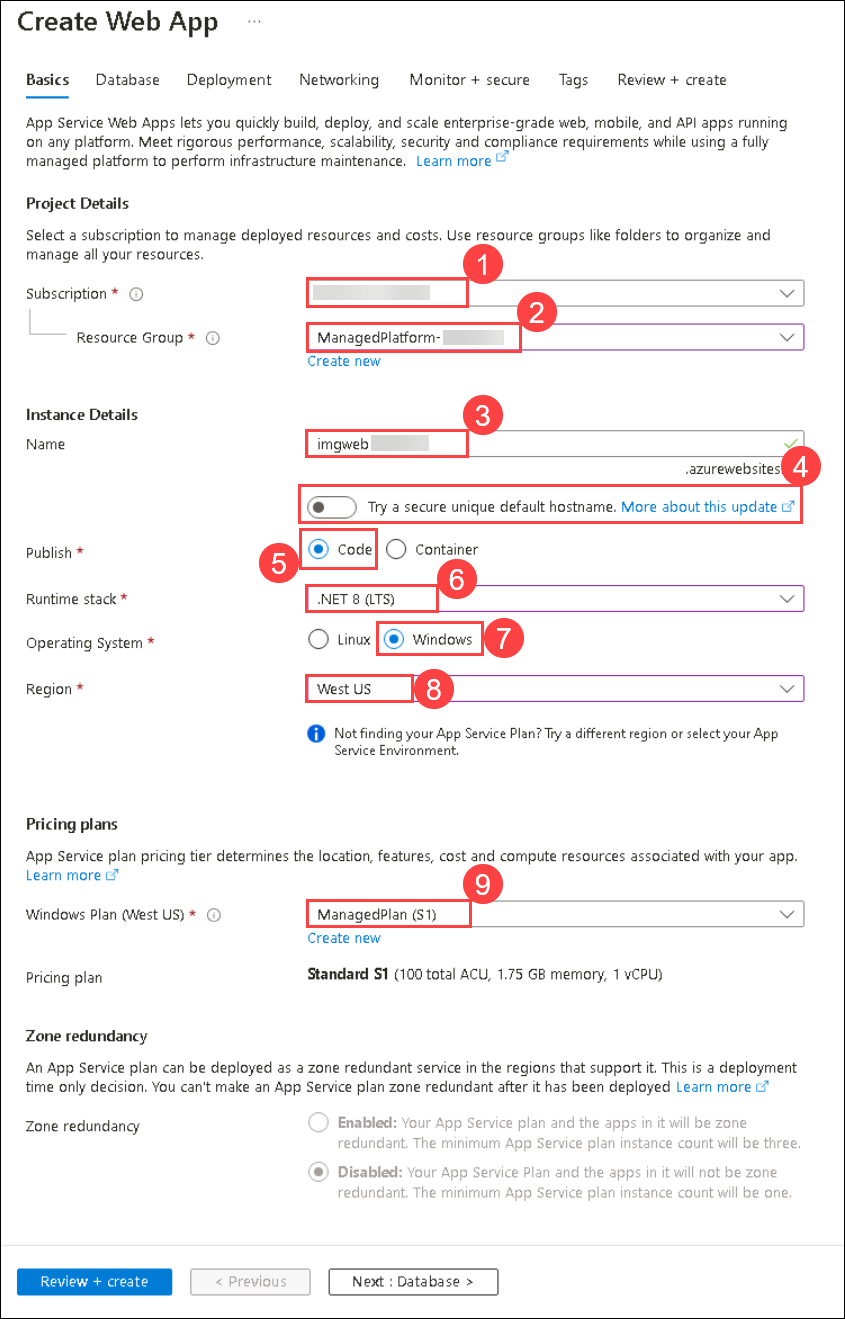 Create Web App ...
Basics Database Deployment Networking Monitor + secure Tags Review + create
App Service Web Apps lets you quickly build, deploy, and scale enterprise-grade web, mobile, and API apps running
on any platform. Meet rigorous performance, scalability, security and compliance requirements while using a fully
managed platform to perform infrastructure maintenance. Learn more
Project Details
Select a subscription to manage deployed resources and costs. Use resource groups like folders to organize and
manage all your resources.
1
Subscription *
2
Resource Group * ManagedPlatform-
Create new
Instance Details
3
Name imgweb
.azurewebsites
4
Try a secure unique default hostname. More about this update
Publish * 5 Code Container
6
Runtime stack * .NET 8 (LTS)
Operating System * Linux Windows 7
Region * West US 8
Not finding your App Service Plan? Try a different region or select your App
Service Environment.
Pricing plans
App Service plan pricing tier determines the location, features, cost and compute resources associated with your app.
Learn more
9
Windows Plan (West US) * ManagedPlan (S1)
Create new
Pricing plan Standard S1 (100 total ACU, 1.75 GB memory, 1 vCPU)
Zone redundancy
An App Service plan can be deployed as a zone redundant service in the regions that support it. This is a deployment
time only decision. You can't make an App Service plan zone redundant after it has been deployed Learn more
Zone redundancy Enabled: Your App Service plan and the apps in it will be zone
redundant. The minimum App Service plan instance count will be three.
Disabled: Your App Service Plan and the apps in it will not be zone
redundant. The minimum App Service plan instance count will be one.
Review + create < Previous Next : Database >